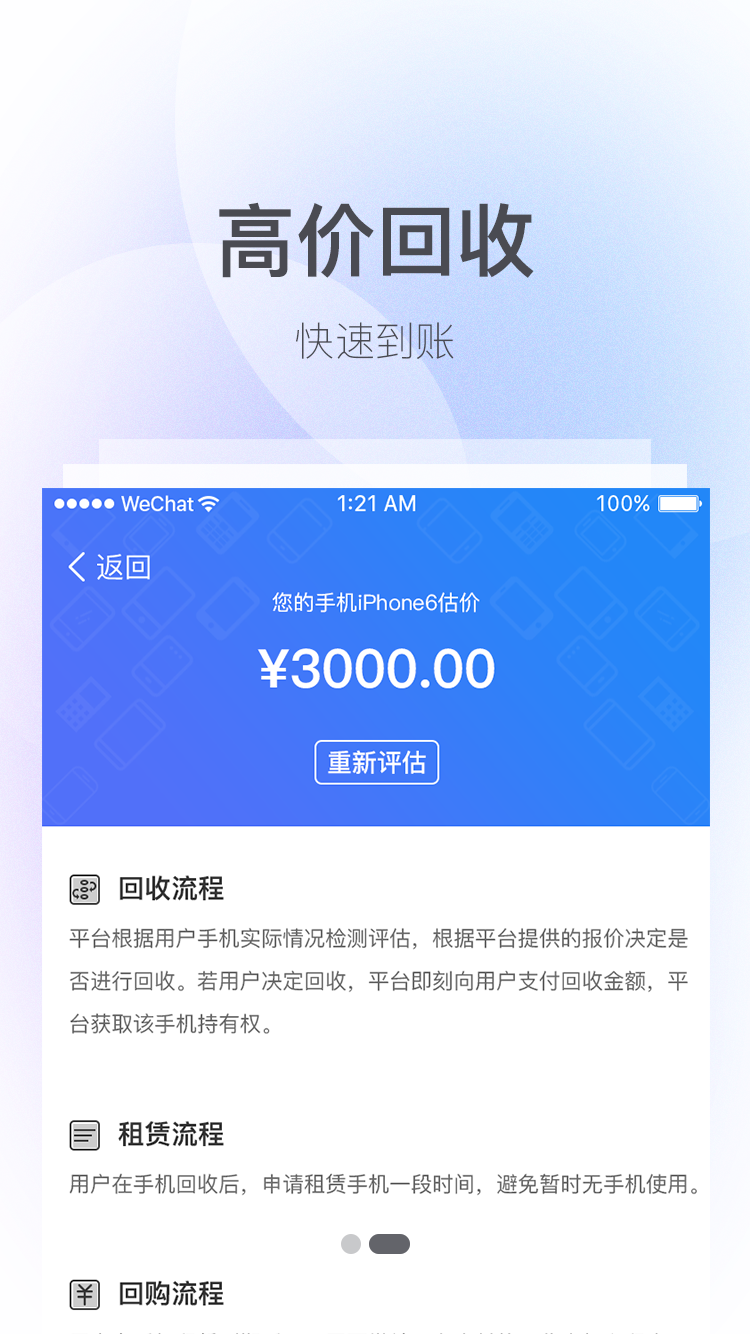 高价回收
快速到账
WeChat 1:21 AM 100%
返回
您的手机iPhone6估价
¥3000.00
重新评估
回收流程
平台根据用户手机实际情况检测评估，根据平台提供的报价决定是
否进行回收。若用户决定回收，平台即刻向用户支付回收金额，平
台获取该手机持有权。
租赁流程
用户在手机回收后，申请租赁手机一段时间，避免暂时无手机使用。
回购流程